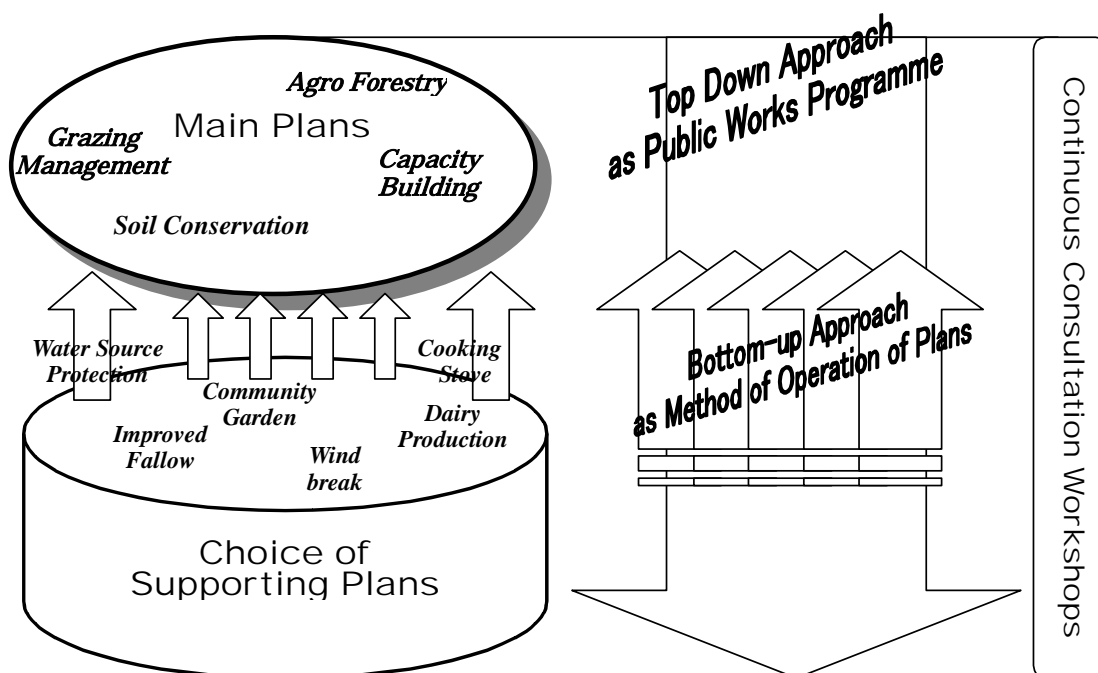 Agro Forestry
Main Plans
Grazing
Management
Capacity
Building
Soil Conservation
Water Source
Protection
Cooking
Stove
Community
Garden
Dairy
Production
Improved
Fallow
Wind
break
Choice of
Supporting Plans
Top Down Approach
as Public Works Programme
Bottom-up Approach
as Method of Operation of Plans
Continuous Consultation Workshops